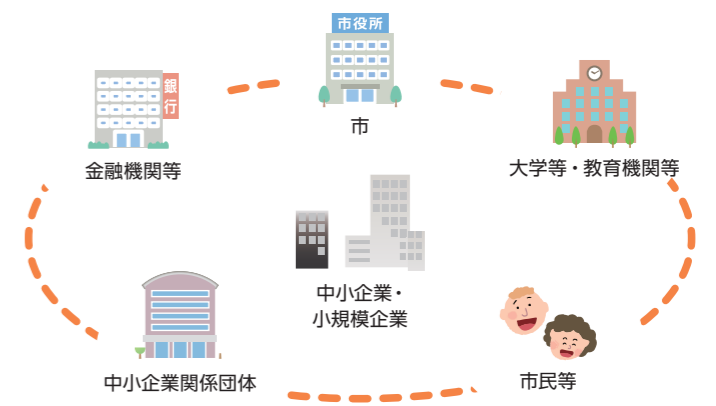 市役所
市
銀行
金融機関等
大学等・教育機関等
中小企業・
小規模企業
中小企業関係団体
市民等